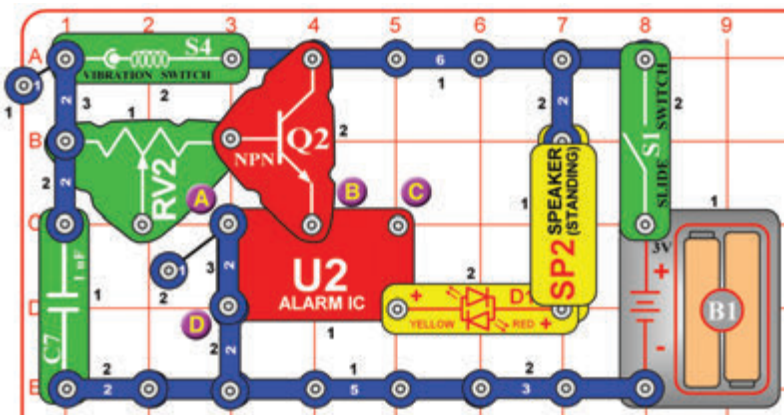 1 2 3 4 5 6 7 8 9
A
S4
VIBRATION SWITCH
6
1
1
2
3
2
1
2
2
2
2
B
1
NPN
Q2
RV2
2
S1
SLIDE SWITCH
SP2
SPEAKER
(STANDING)
1
1
A
B
C
C
1
2
3
2
U2
ALARM IC
1
2
+
D1
YELLOW
RED +
3V
+
-
B1
C7
1
D
D
2
2
1
E
2
2
1
5
2
3